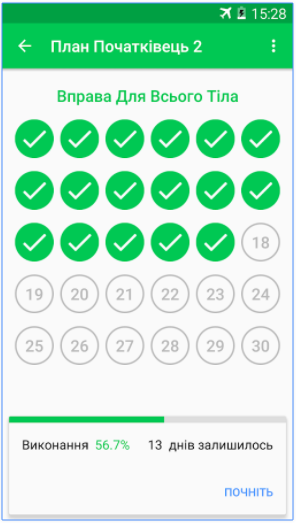 15:28
План Початківець 2
Вправа Для Всього Тіла
18
19 20 21 22 23 24
25 26 27 28 29 30
Виконання 56.7% 13 днів залишилось
ПОЧНІТЬ